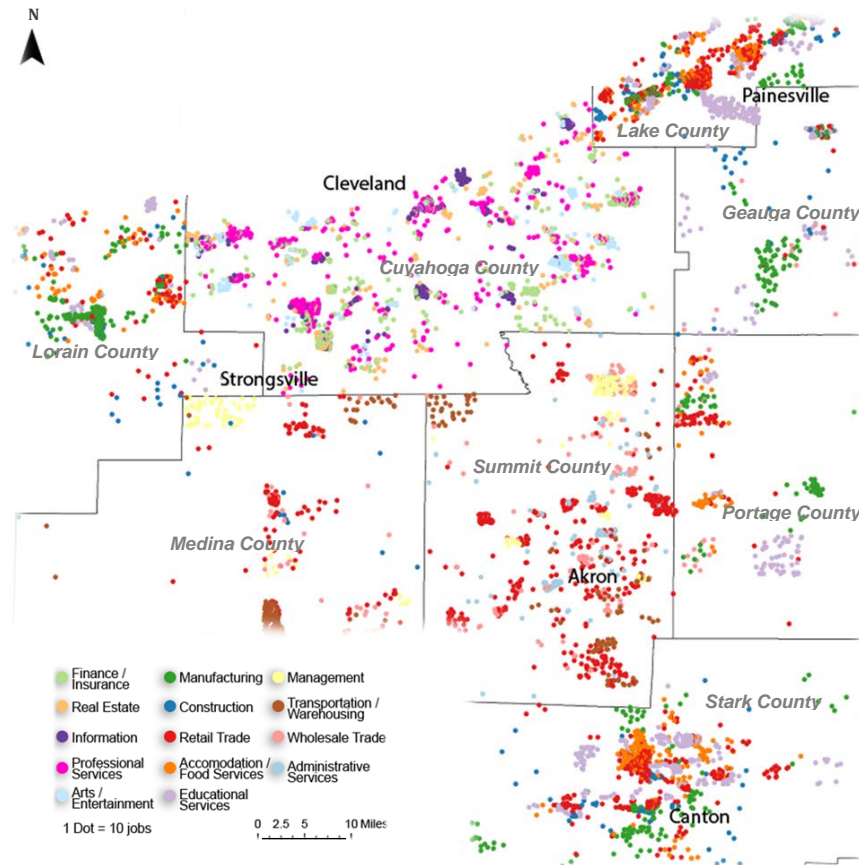 N
Painesville
Lake County
Cleveland
Geauga County
Cuyahoga County
Lorain County
Strongsville
Summit County
Portage County
Medina County
Akron
Stark County
Canton
Finance /
Insurance
Manufacturing
Management
Real Estate
Construction
Transportation /
Warehousing
Information
Retail Trade
Wholesale Trade
Professional
Services
Accomodation /
Food Services
Administrative
Services
Arts /
Entertainment
Educational
Services
1 Dot = 10 jobs
0 2.5 5 10 Miles